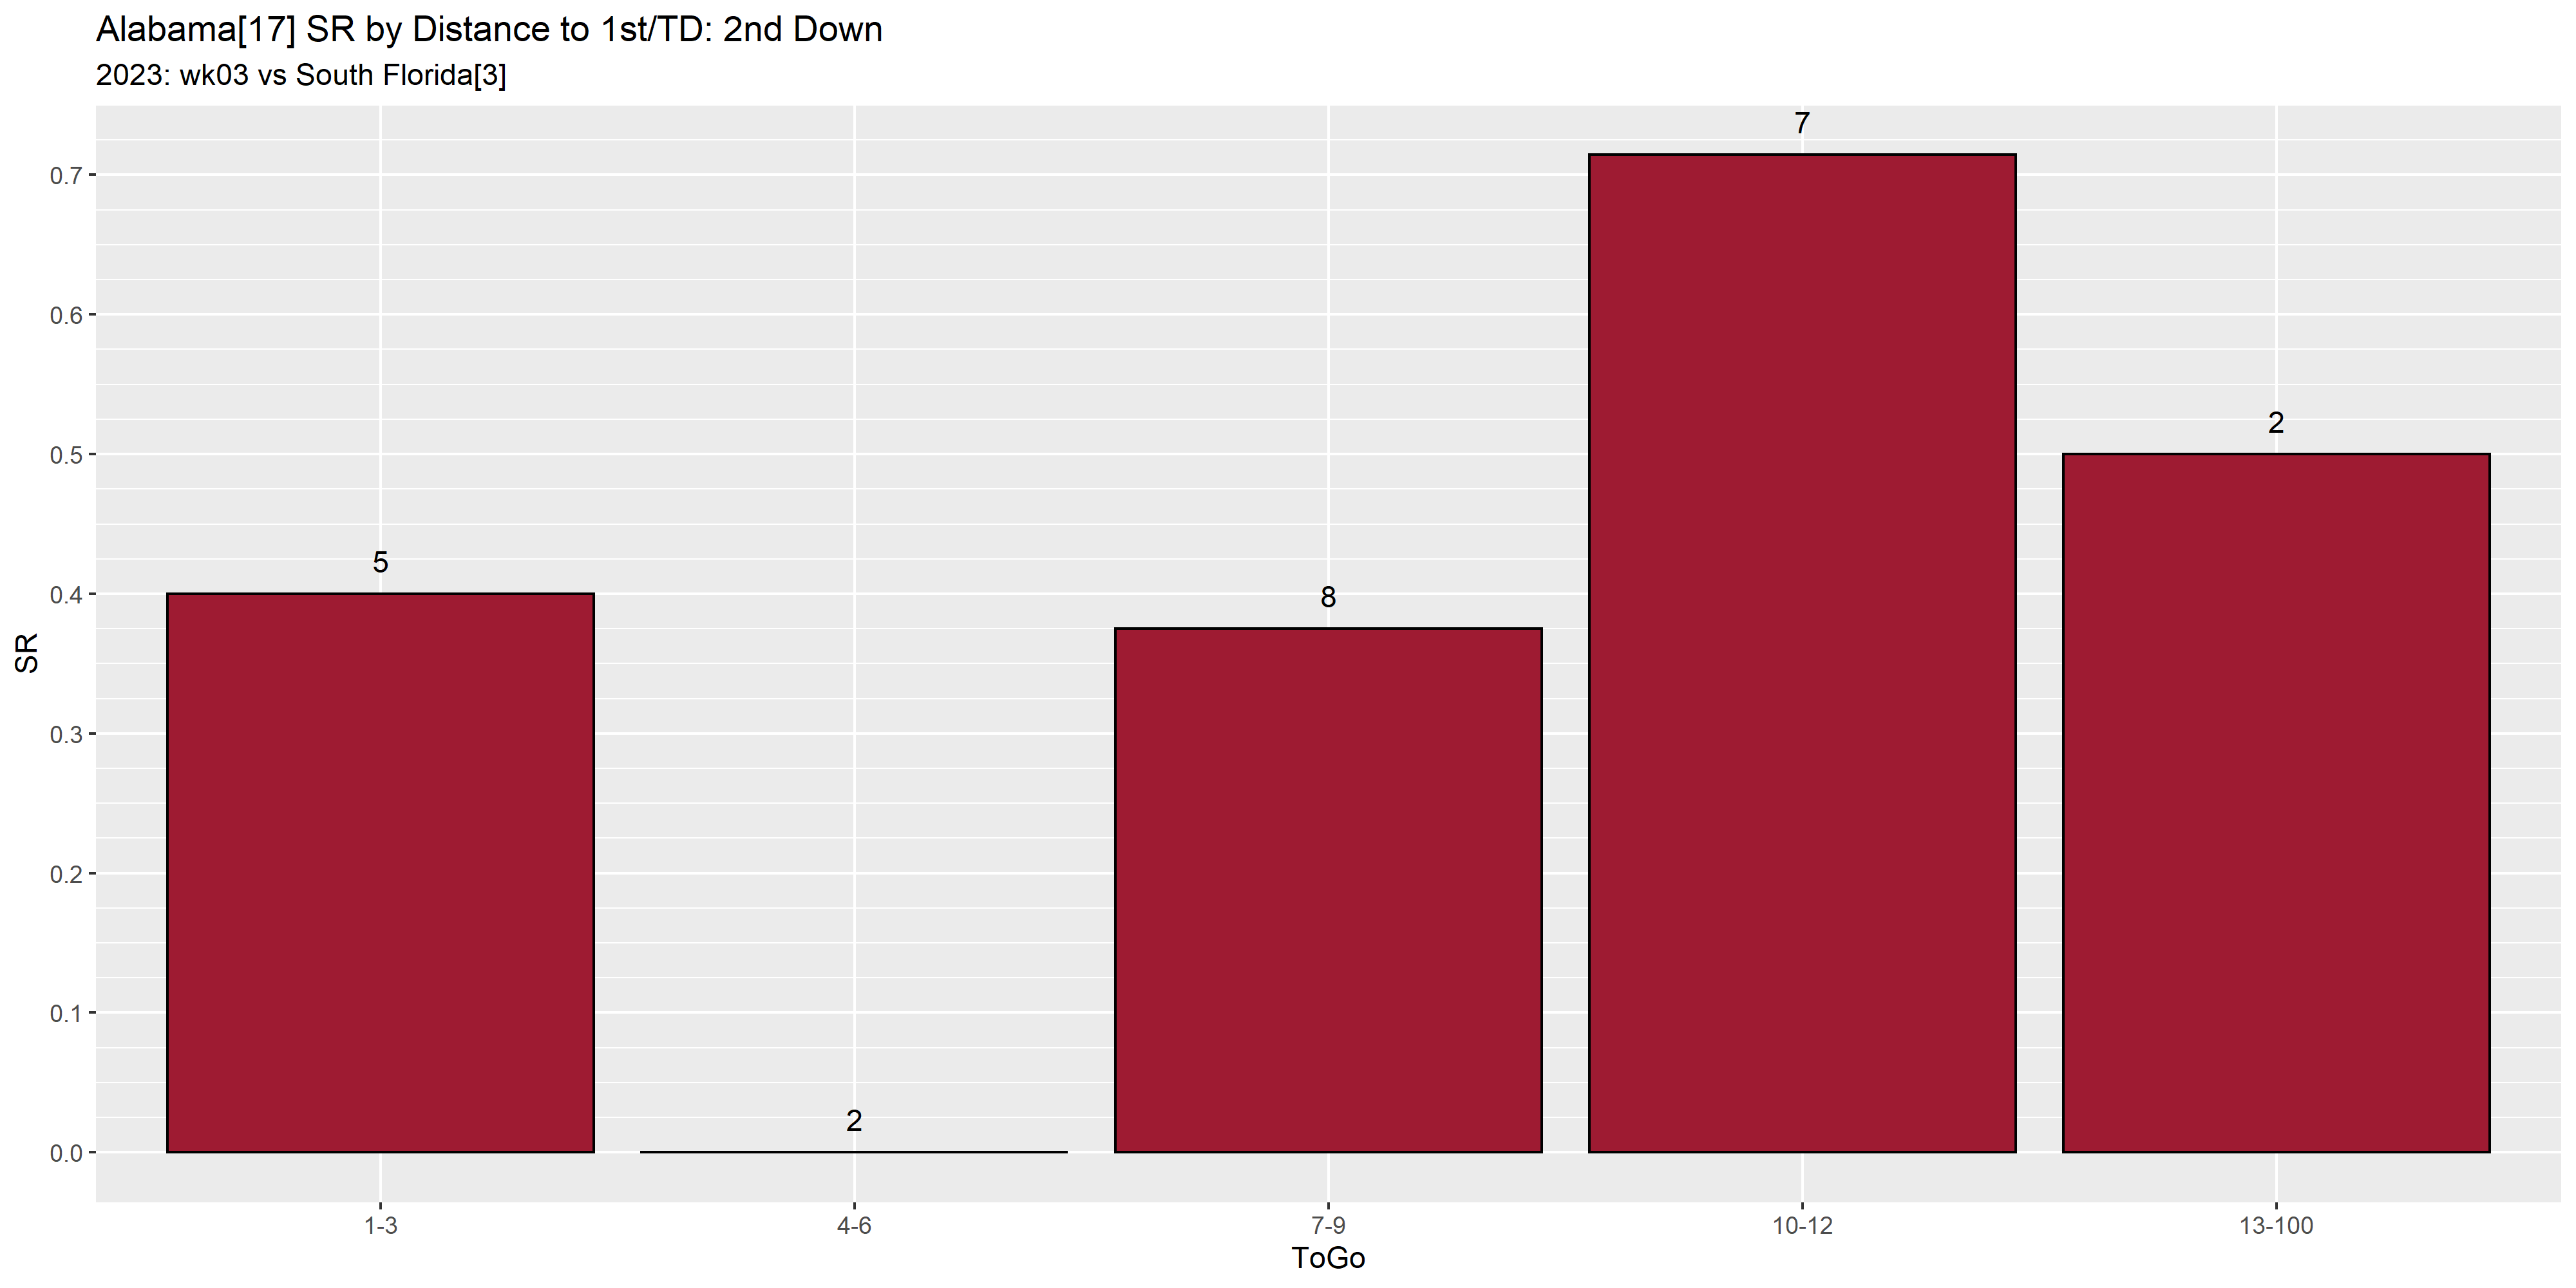 Alabama[17] SR by Distance to 1st/TD: 2nd Down
2023: wk03 vs South Florida[3]
7
0.7
0.6
2
0.5
5
0.4
8
SR
0.3
0.2
0.1
2
0.0
1-3 4-6 7-9 10-12 13-100
ToGo